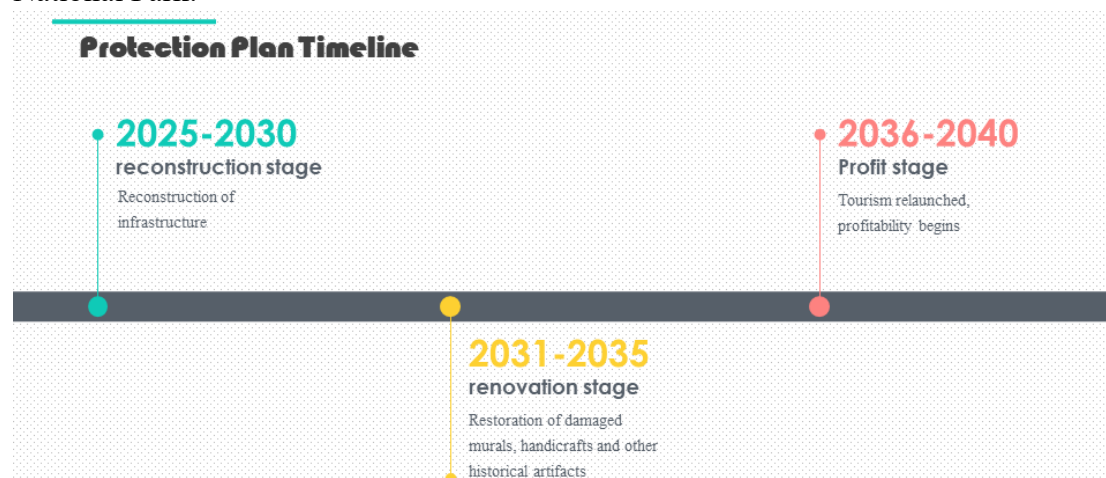 Protection Plan Timeline
2025-2030
reconstruction stage
Reconstruction of
infrastructure
2036-2040
Profit stage
Tourism relaunched,
profitability begins
2031-2035
renovation stage
Restoration of damaged
murals, handicrafts and other
historical artifacts